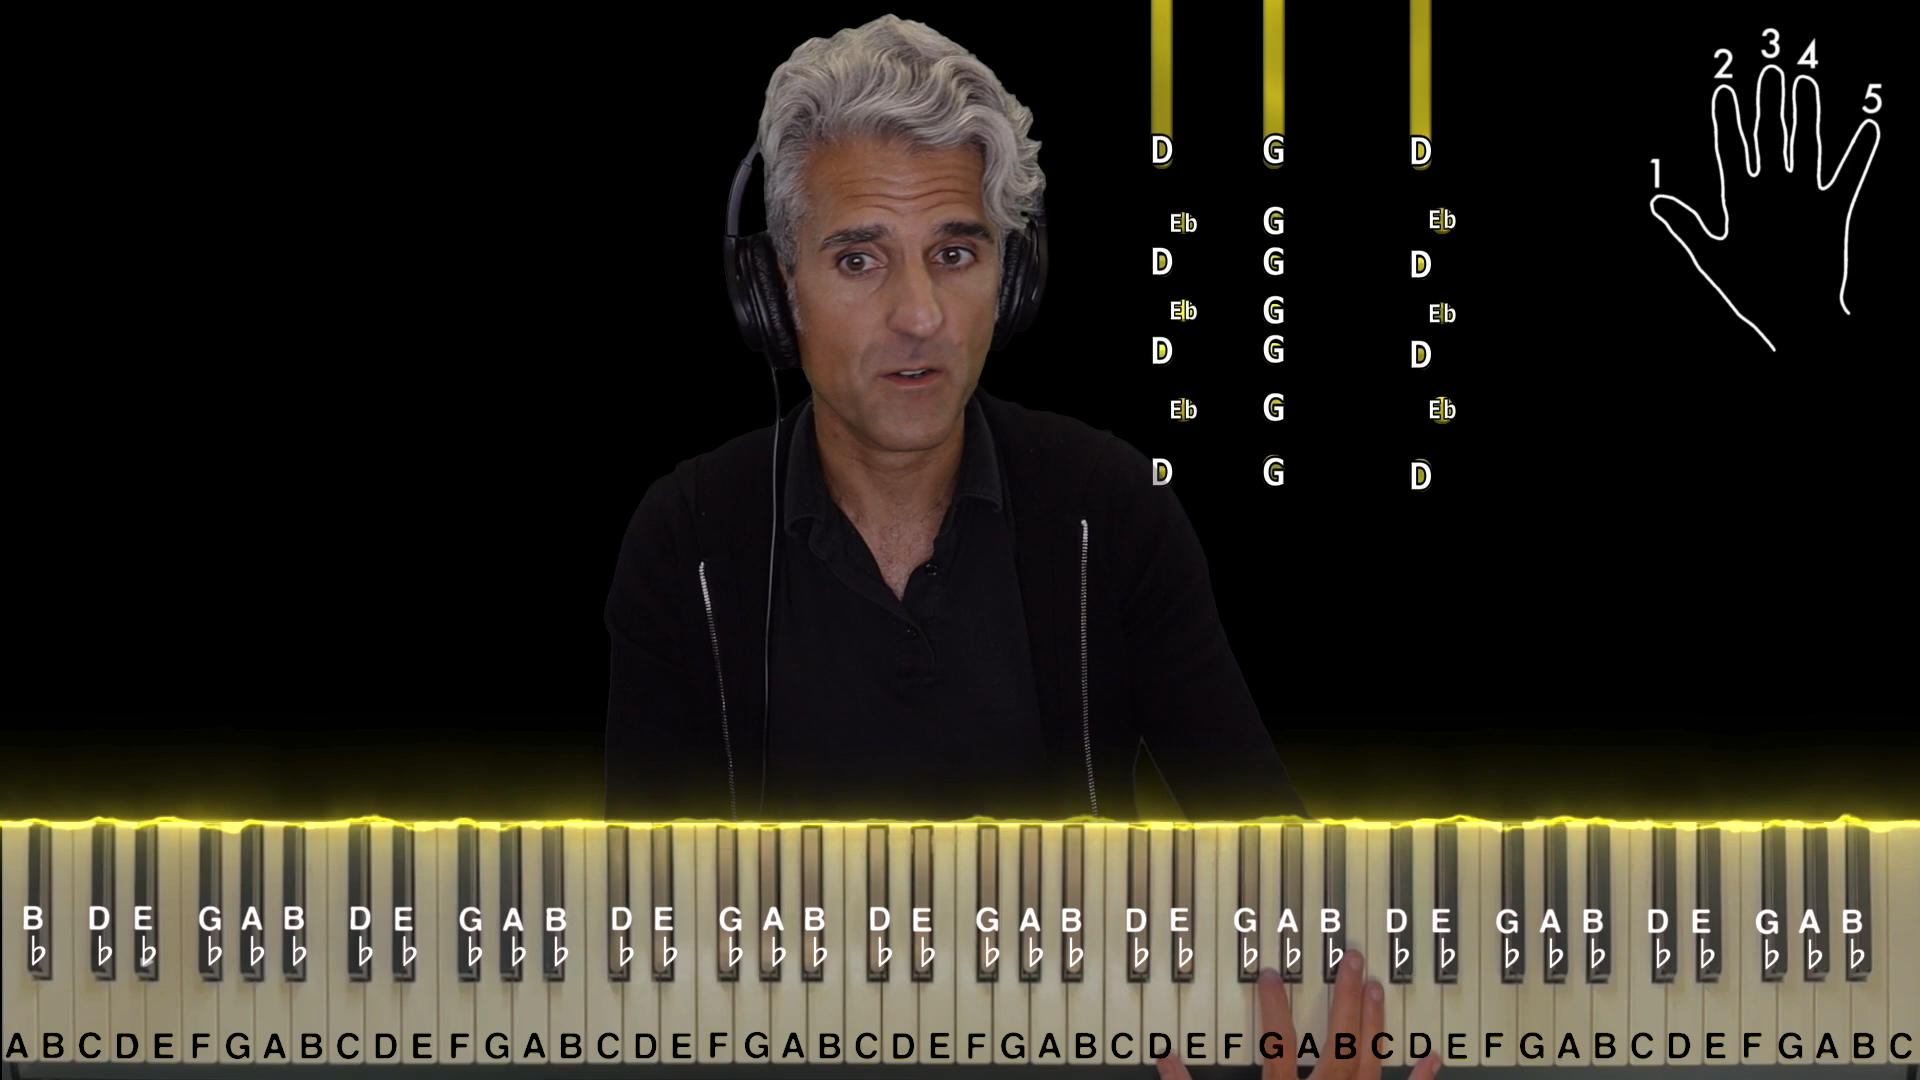 3
2 4
5
1
D G D
Eb G Eb
D G D
Eb G Eb
D G D
Eb G Eb
D G D
B♭ D♭ E♭ G♭ A♭ B♭ D♭ E♭ G♭ A♭ B♭ D♭ E♭ G♭ A♭ B♭ D♭ E♭ G♭ A♭ B♭ D♭ E♭ G♭ A♭ B♭ D♭ E♭ G♭ A♭ B♭ D♭ E♭ G♭ A♭ B♭
A B C D E F G A B C D E F G A B C D E F G A B C D E F G A B C D E F G A B C D E F G A B C D E F G A B C